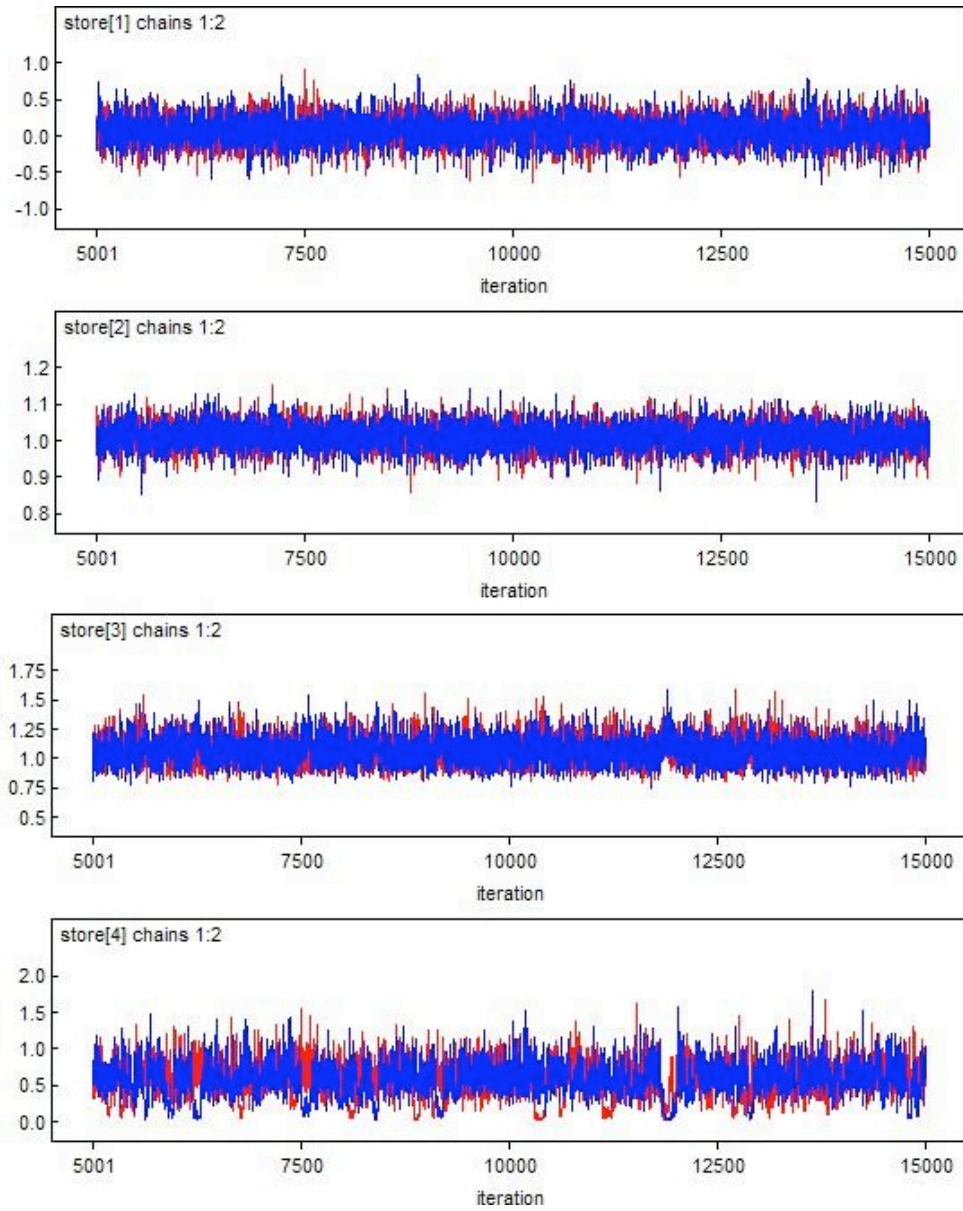 store[1] chains 1:2
1.0
0.5
0.0
-0.5
-1.0
5001 7500 10000 12500 15000
iteration
store[2] chains 1:2
1.2
1.1
1.0
0.9
0.8
5001 7500 10000 12500 15000
iteration
store[3] chains 1:2
1.75
1.5
1.25
1.0
0.75
0.5
5001 7500 10000 12500 15000
iteration
store[4] chains 1:2
2.0
1.5
1.0
0.5
0.0
5001 7500 10000 12500 15000
iteration